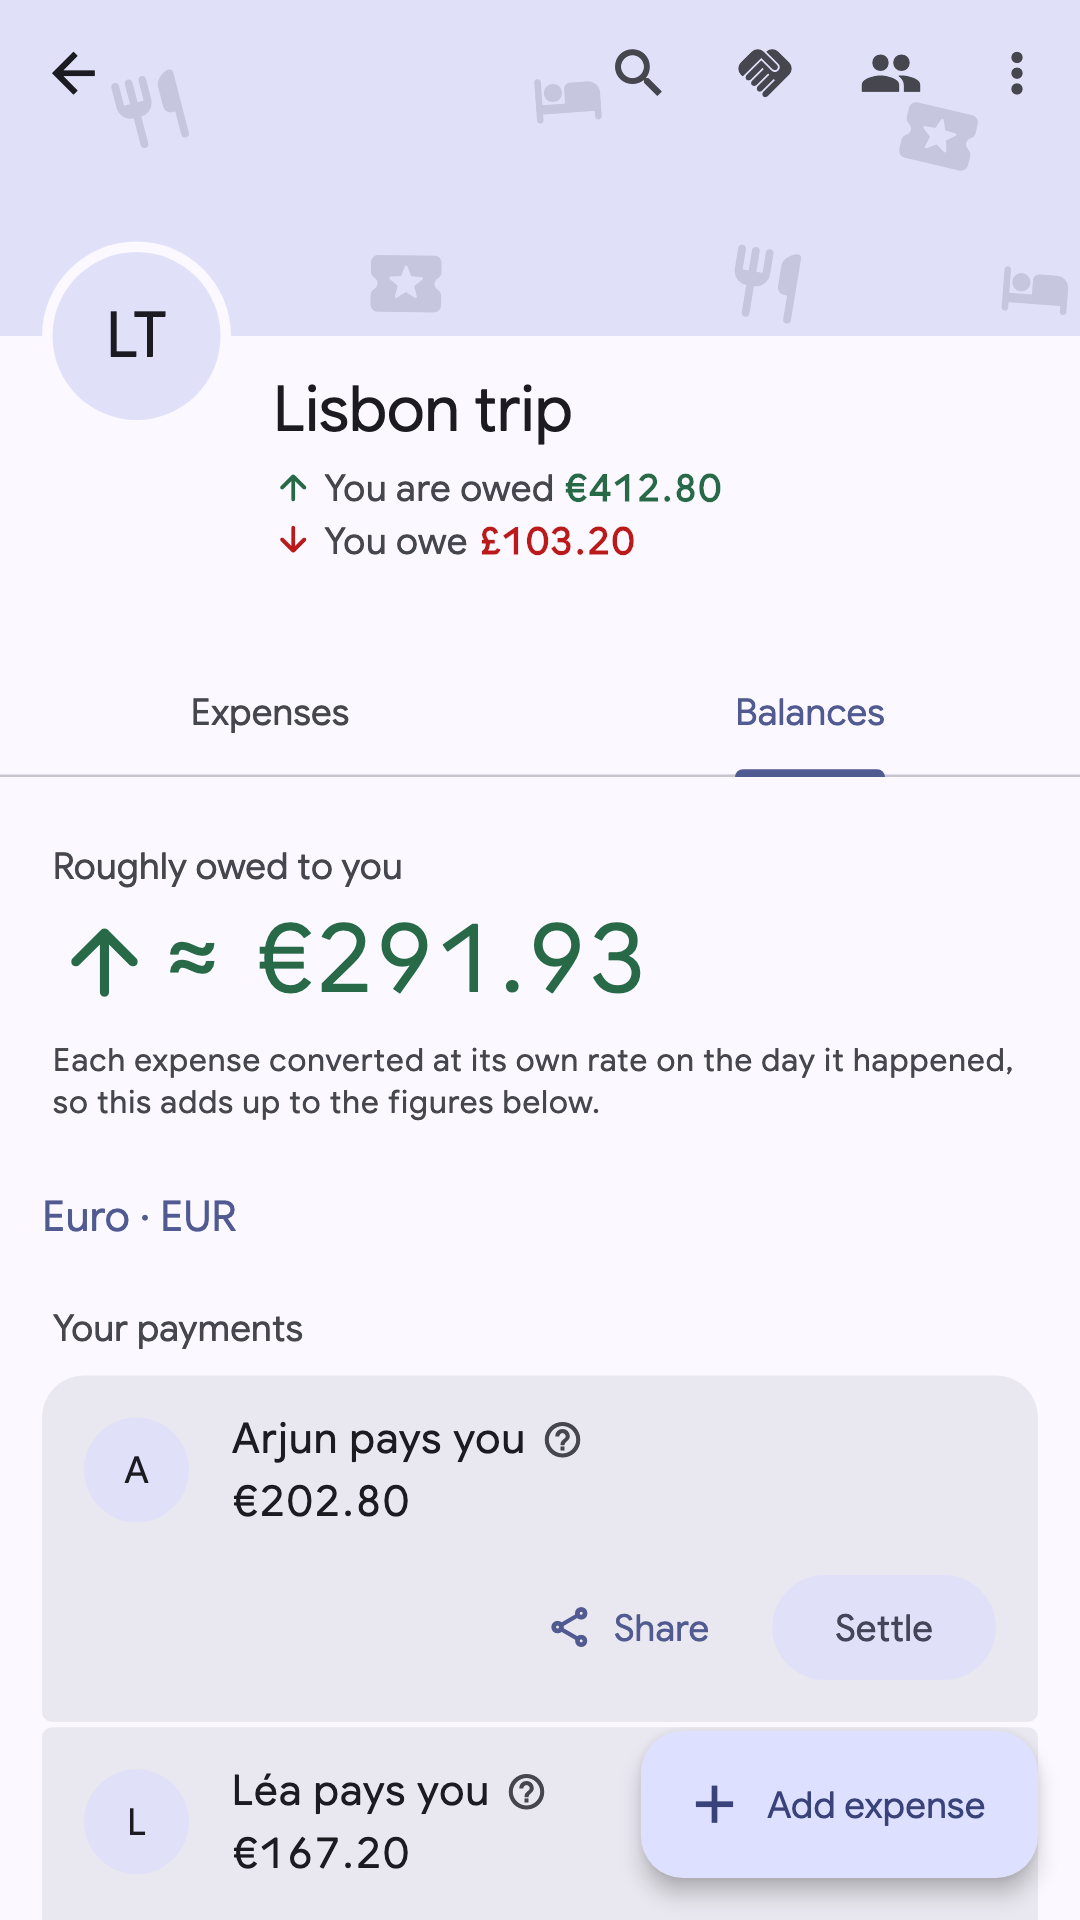 LT
Lisbon trip
You are owed €412.80
You owe £103.20
Expenses
Balances
Roughly owed to you
≈ €291.93
Each expense converted at its own rate on the day it happened,
so this adds up to the figures below.
Euro · EUR
Your payments
A
Arjun pays you
€202.80
Share
Settle
L
Léa pays you
€167.20
Add expense